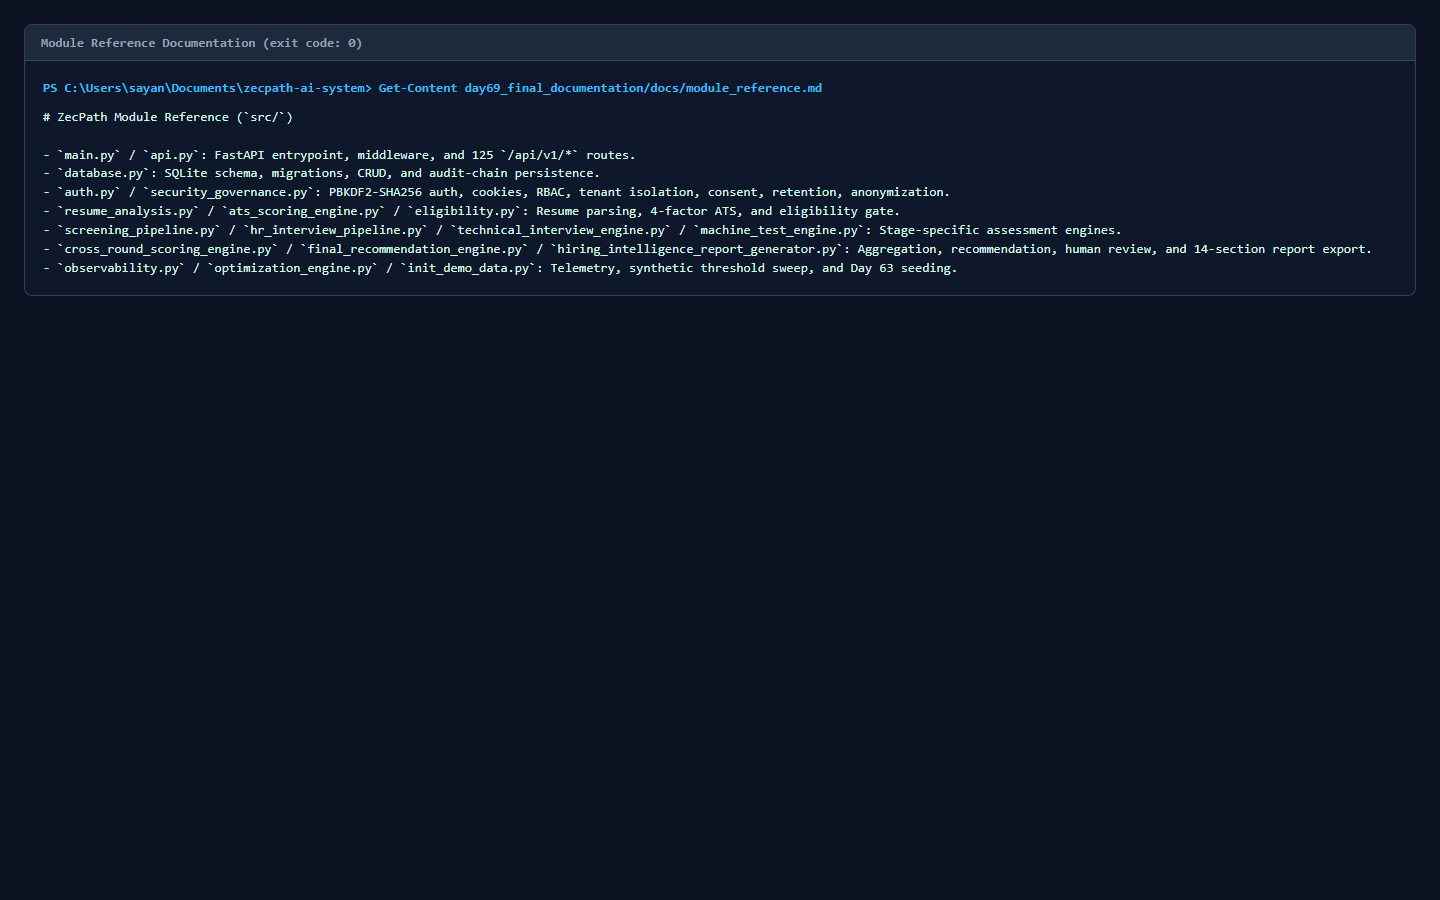 Module Reference Documentation (exit code: 0)
PS C:\Users\sayan\Documents\zecpath-ai-system> Get-Content day69_final_documentation/docs/module_reference.md
# ZecPath Module Reference (`src/`)
- `main.py` / `api.py`: FastAPI entrypoint, middleware, and 125 `/api/v1/*` routes.
- `database.py`: SQLite schema, migrations, CRUD, and audit-chain persistence.
- `auth.py` / `security_governance.py`: PBKDF2-SHA256 auth, cookies, RBAC, tenant isolation, consent, retention, anonymization.
- `resume_analysis.py` / `ats_scoring_engine.py` / `eligibility.py`: Resume parsing, 4-factor ATS, and eligibility gate.
- `screening_pipeline.py` / `hr_interview_pipeline.py` / `technical_interview_engine.py` / `machine_test_engine.py`: Stage-specific assessment engines.
- `cross_round_scoring_engine.py` / `final_recommendation_engine.py` / `hiring_intelligence_report_generator.py`: Aggregation, recommendation, human review, and 14-section report export.
- `observability.py` / `optimization_engine.py` / `init_demo_data.py`: Telemetry, synthetic threshold sweep, and Day 63 seeding.